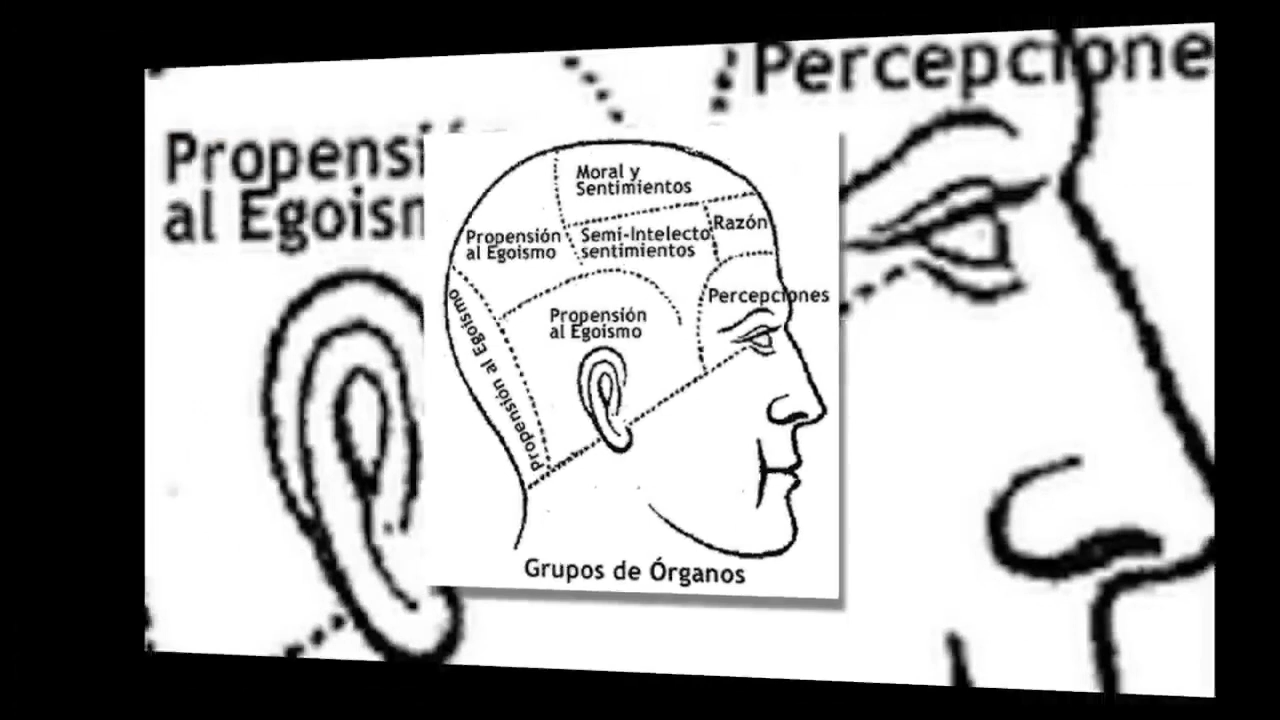 Percepcione
Propensió
al Egoism
Moral y
Sentimientos
Razón
Propensión
al Egoismo
Semi-Intelecto
sentimientos
Percepciones
Propensión
al Egoismo
Propensión al Egoismo
Grupos de Órganos